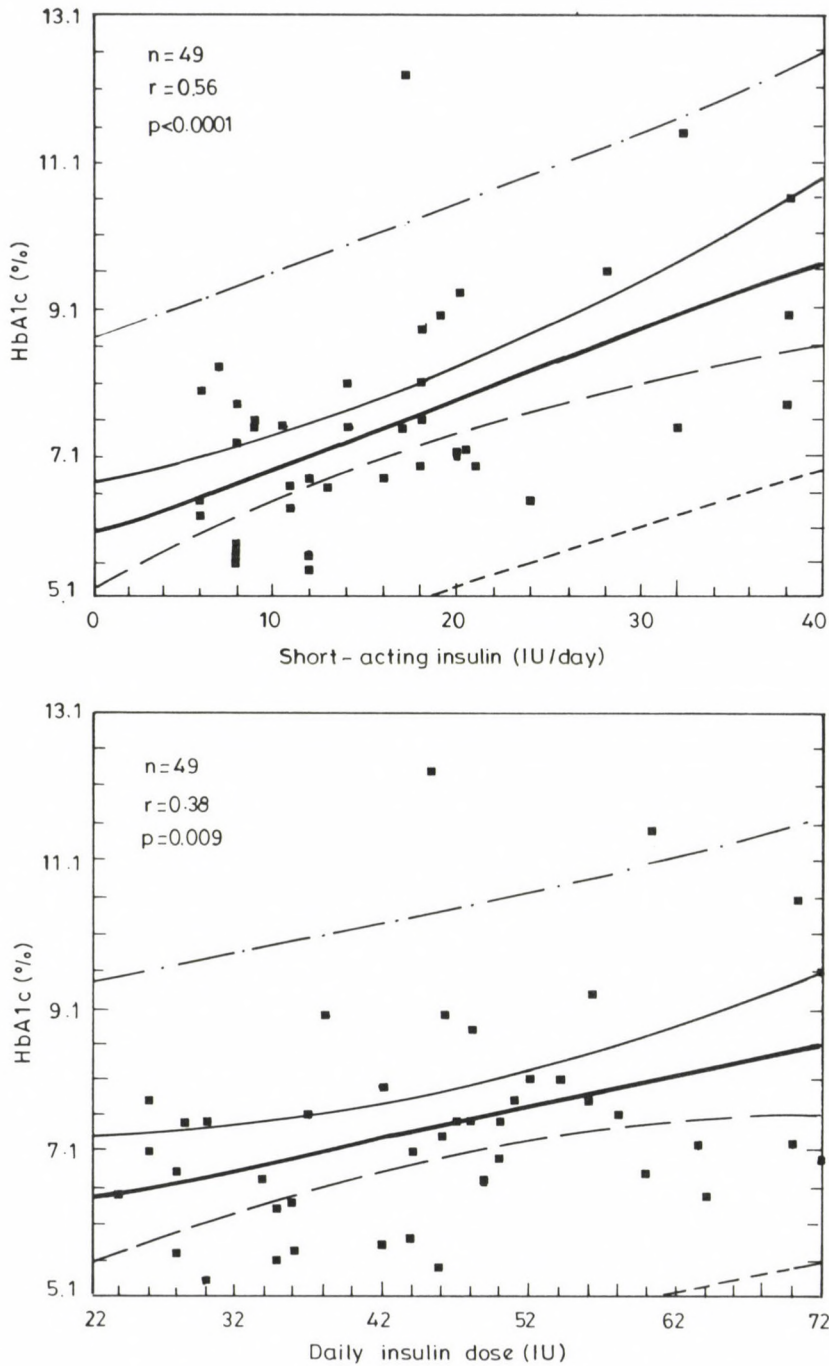 13.1
n=49
r=0.56
p<0.0001
11.1
9.1
7.1
5.1
HbA1c (%)
0 10 20 30 40
Short-acting insulin (IU/day)
13.1
n=49
r=0.38
p=0.009
11.1
9.1
7.1
5.1
HbA1c (%)
22 32 42 52 62 72
Daily insulin dose (IU)